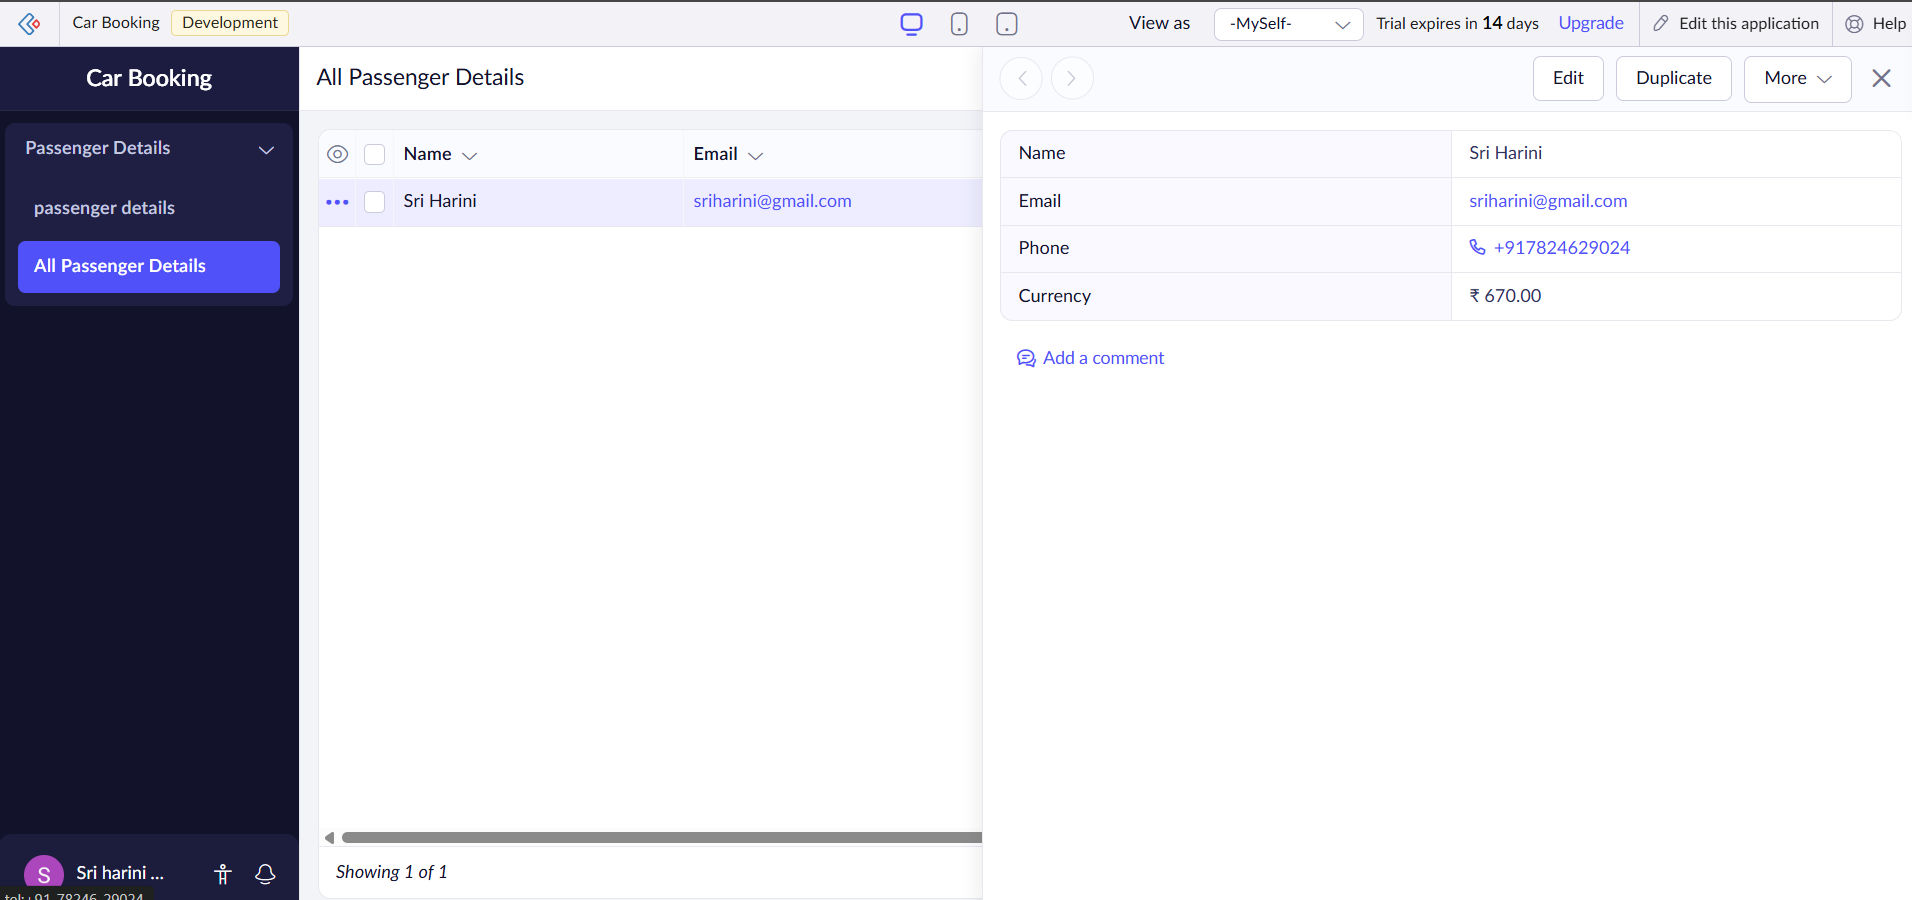 Car Booking Development View as -MySelf- Trial expires in 14 days Upgrade Edit this application Help
Car Booking
Passenger Details
passenger details
All Passenger Details
All Passenger Details
Name Email
Sri Harini sriharini@gmail.com
Showing 1 of 1
Edit Duplicate More
Name Sri Harini
Email sriharini@gmail.com
Phone +917824629024
Currency ₹ 670.00
Add a comment
S Sri harini ...
tel:+91-78246-29024